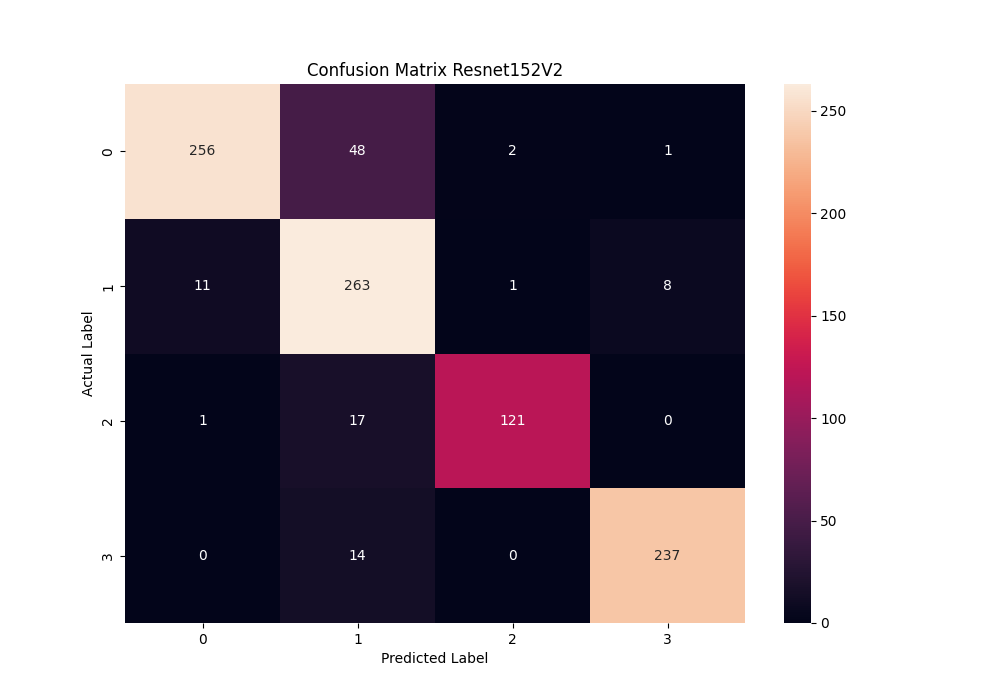 Confusion Matrix Resnet152V2
0 256 48 2 1
1 11 263 1 8
2 1 17 121 0
3 0 14 0 237
0 1 2 3
Predicted Label
Actual Label
250
200
150
100
50
0